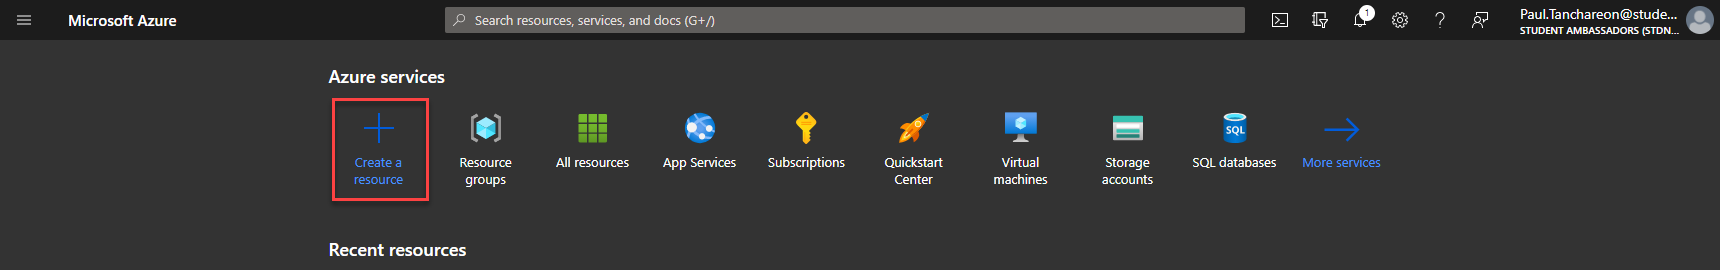 Microsoft Azure
Search resources, services, and docs (G+/)
1
Paul.Tanchareon@stude...
STUDENT AMBASSADORS (STDN...
Azure services
Create a
resource
Resource
groups
All resources
App Services
Subscriptions
Quickstart
Center
Virtual
machines
Storage
accounts
SQL
SQL databases
More services
Recent resources